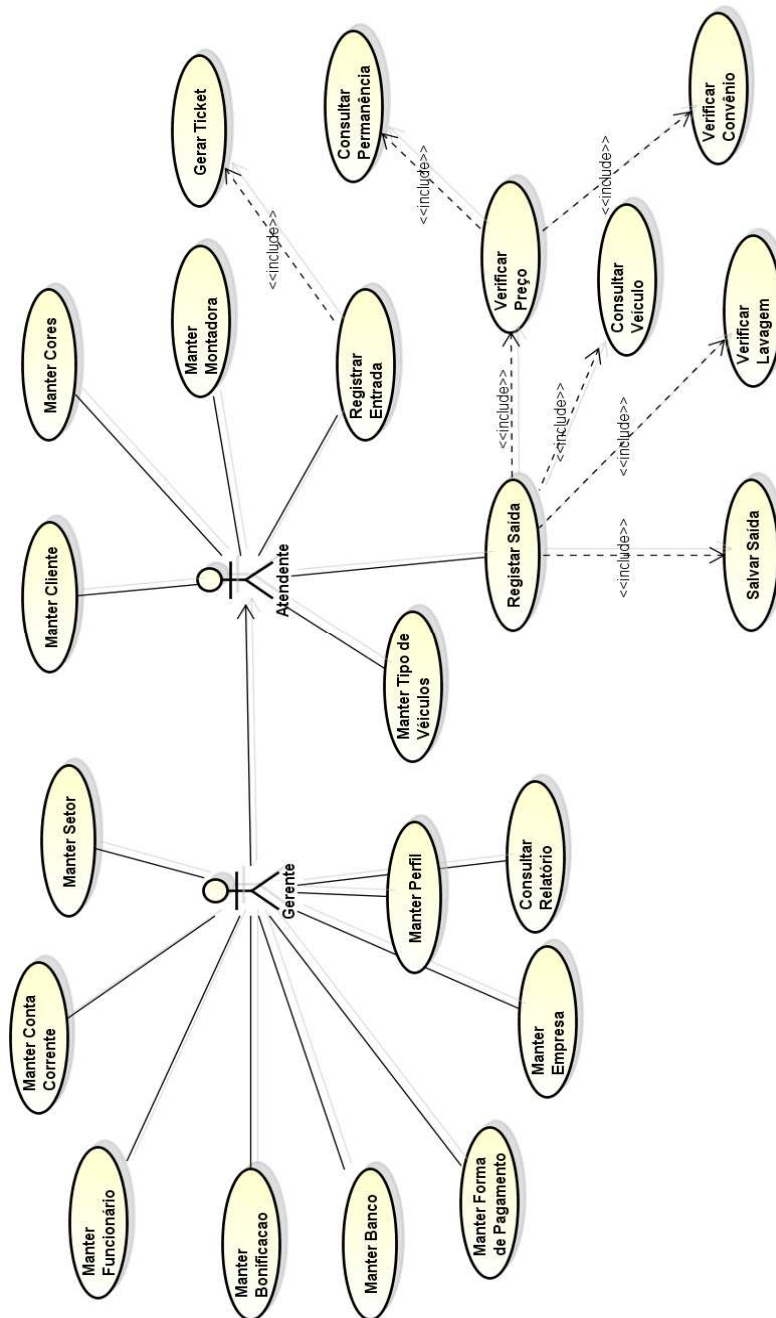 Manter Conta
Corrente
Manter Setor
Manter Cliente
Manter Cores
Gerar Ticket
Manter
Funcionário
Manter
Montadora
<<include>>
Gerente
Atendente
Registrar
Entrada
Consultar
Permanência
<<include>>
Manter
Bonificacao
Manter Banco
Manter Perfil
Manter Tipo de
Véiculos
Manter Forma
de Pagamento
Manter
Empresa
Consultar
Relatório
Registar Saída
<<include>>
Verificar
Preço
<<include>>
Verificar
Convênio
<<include>>
Consultar
Veiculo
<<include>>
Verificar
Lavagem
<<include>>
Salvar Saída